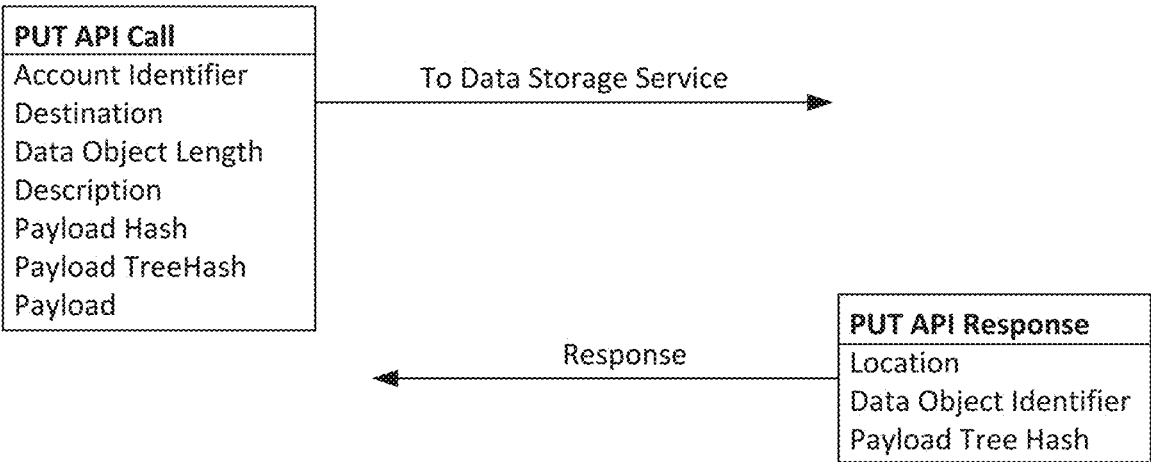 PUT API Call
Account Identifier
Destination
Data Object Length
Description
Payload Hash
Payload TreeHash
Payload
To Data Storage Service
Response
PUT API Response
Location
Data Object Identifier
Payload Tree Hash